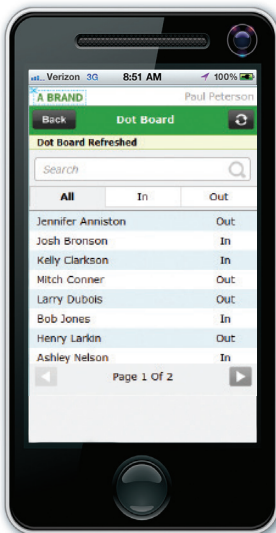 Verizon 3G 8:51 AM 100%
A BRAND Paul Peterson
Back Dot Board
Dot Board Refreshed
Search
All In Out
Jennifer Anniston Out
Josh Bronson In
Kelly Clarkson In
Mitch Conner Out
Larry Dubois Out
Bob Jones In
Henry Larkin Out
Ashley Nelson In
Page 1 Of 2